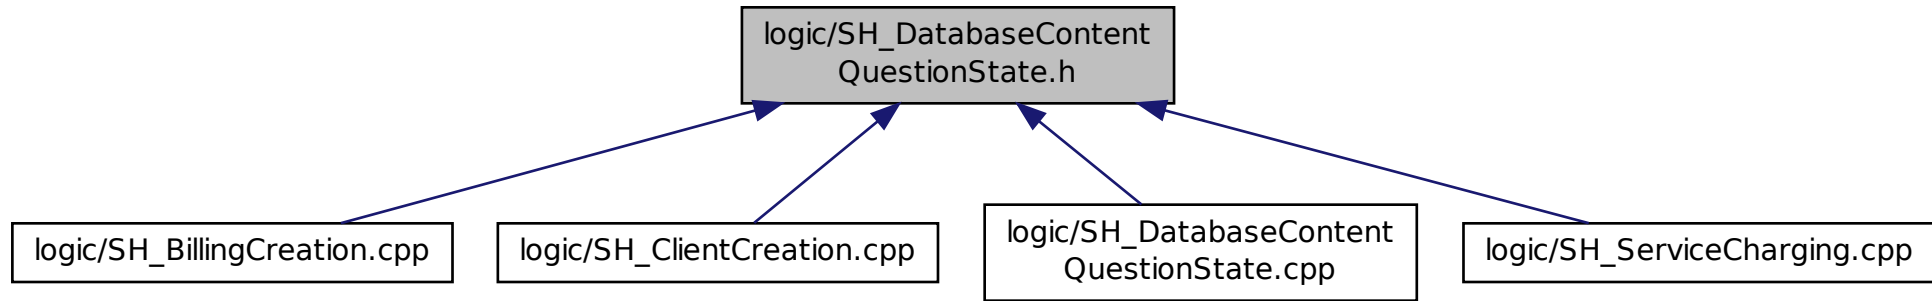 logic/SH_DatabaseContent
QuestionState.h
logic/SH_BillingCreation.cpp
logic/SH_ClientCreation.cpp
logic/SH_DatabaseContent
QuestionState.cpp
logic/SH_ServiceCharging.cpp